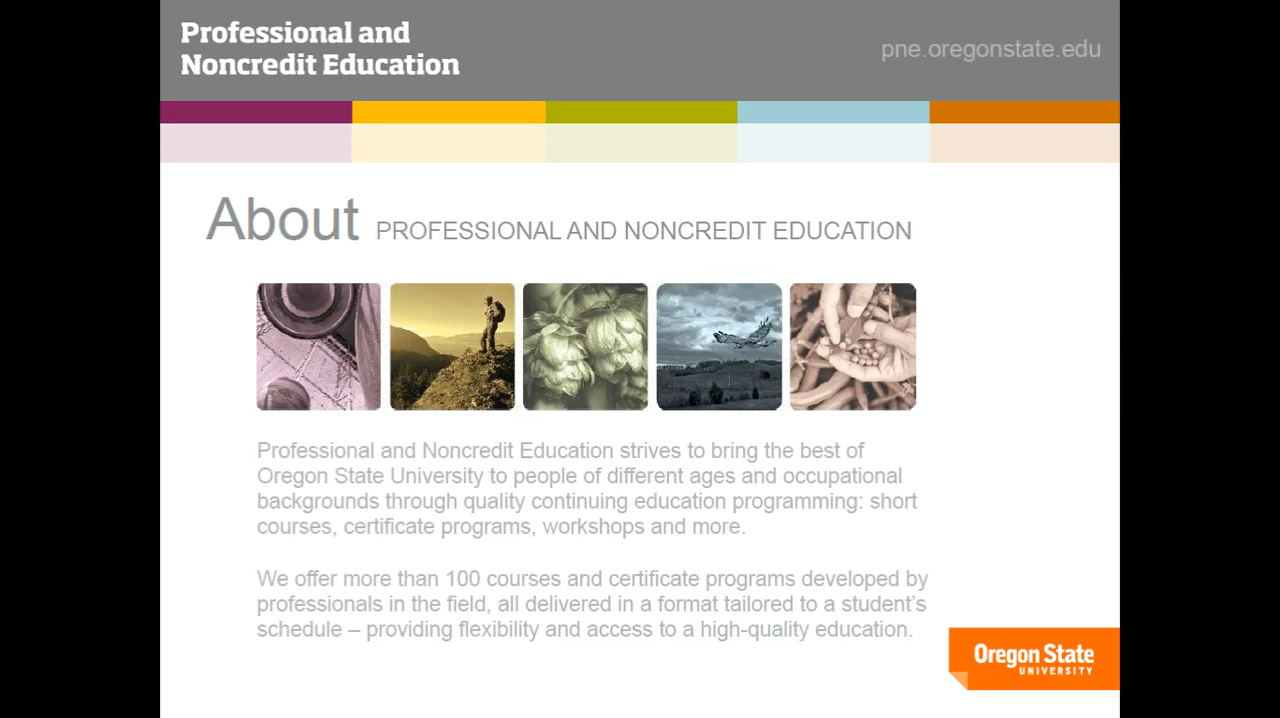 Professional and
Noncredit Education
pne.oregonstate.edu
About PROFESSIONAL AND NONCREDIT EDUCATION
Professional and Noncredit Education strives to bring the best of
Oregon State University to people of different ages and occupational
backgrounds through quality continuing education programming: short
courses, certificate programs, workshops and more.
We offer more than 100 courses and certificate programs developed by
professionals in the field, all delivered in a format tailored to a student's
schedule – providing flexibility and access to a high-quality education.
Oregon State
UNIVERSITY